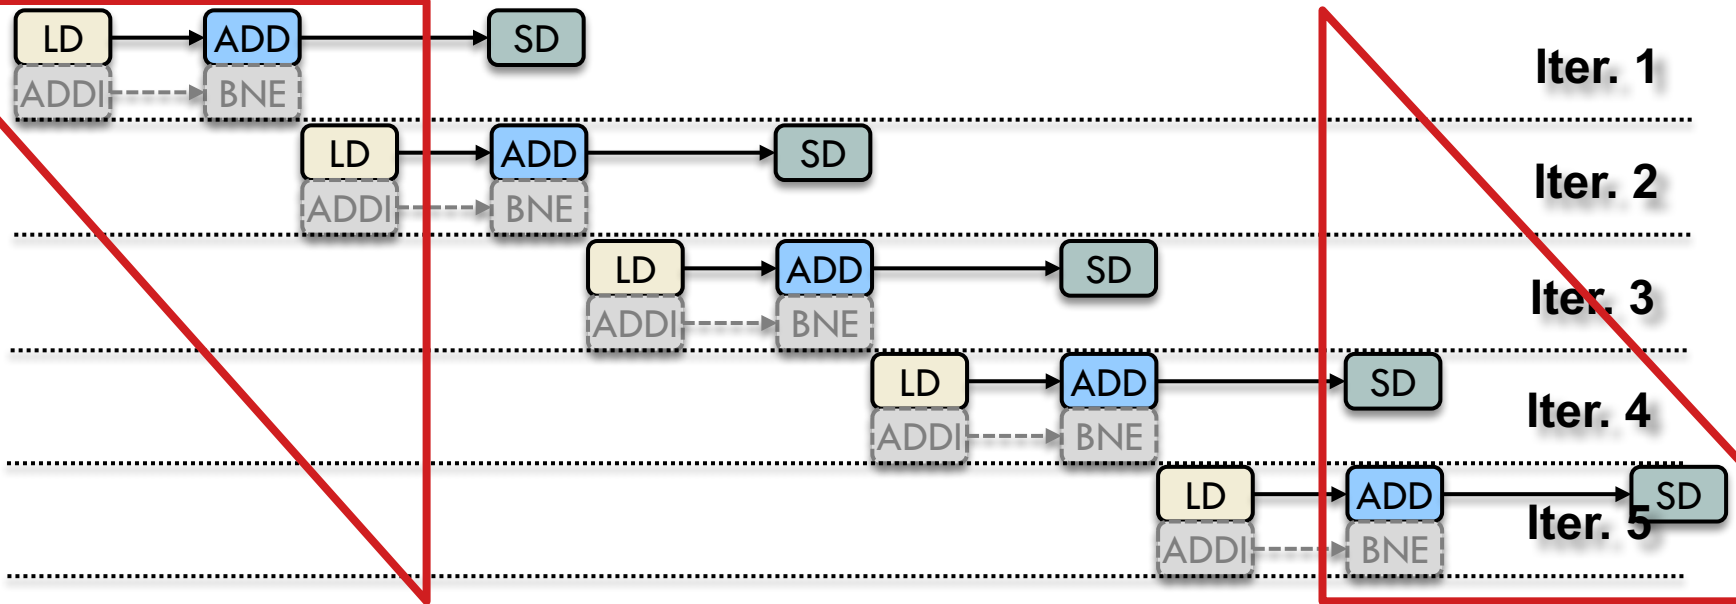 LD ADD SD
Iter. 1
ADDI BNE
LD ADD SD
Iter. 2
ADDI BNE
LD ADD SD
Iter. 3
ADDI BNE
LD ADD SD
Iter. 4
ADDI BNE
LD ADD SD
Iter. 5
ADDI BNE